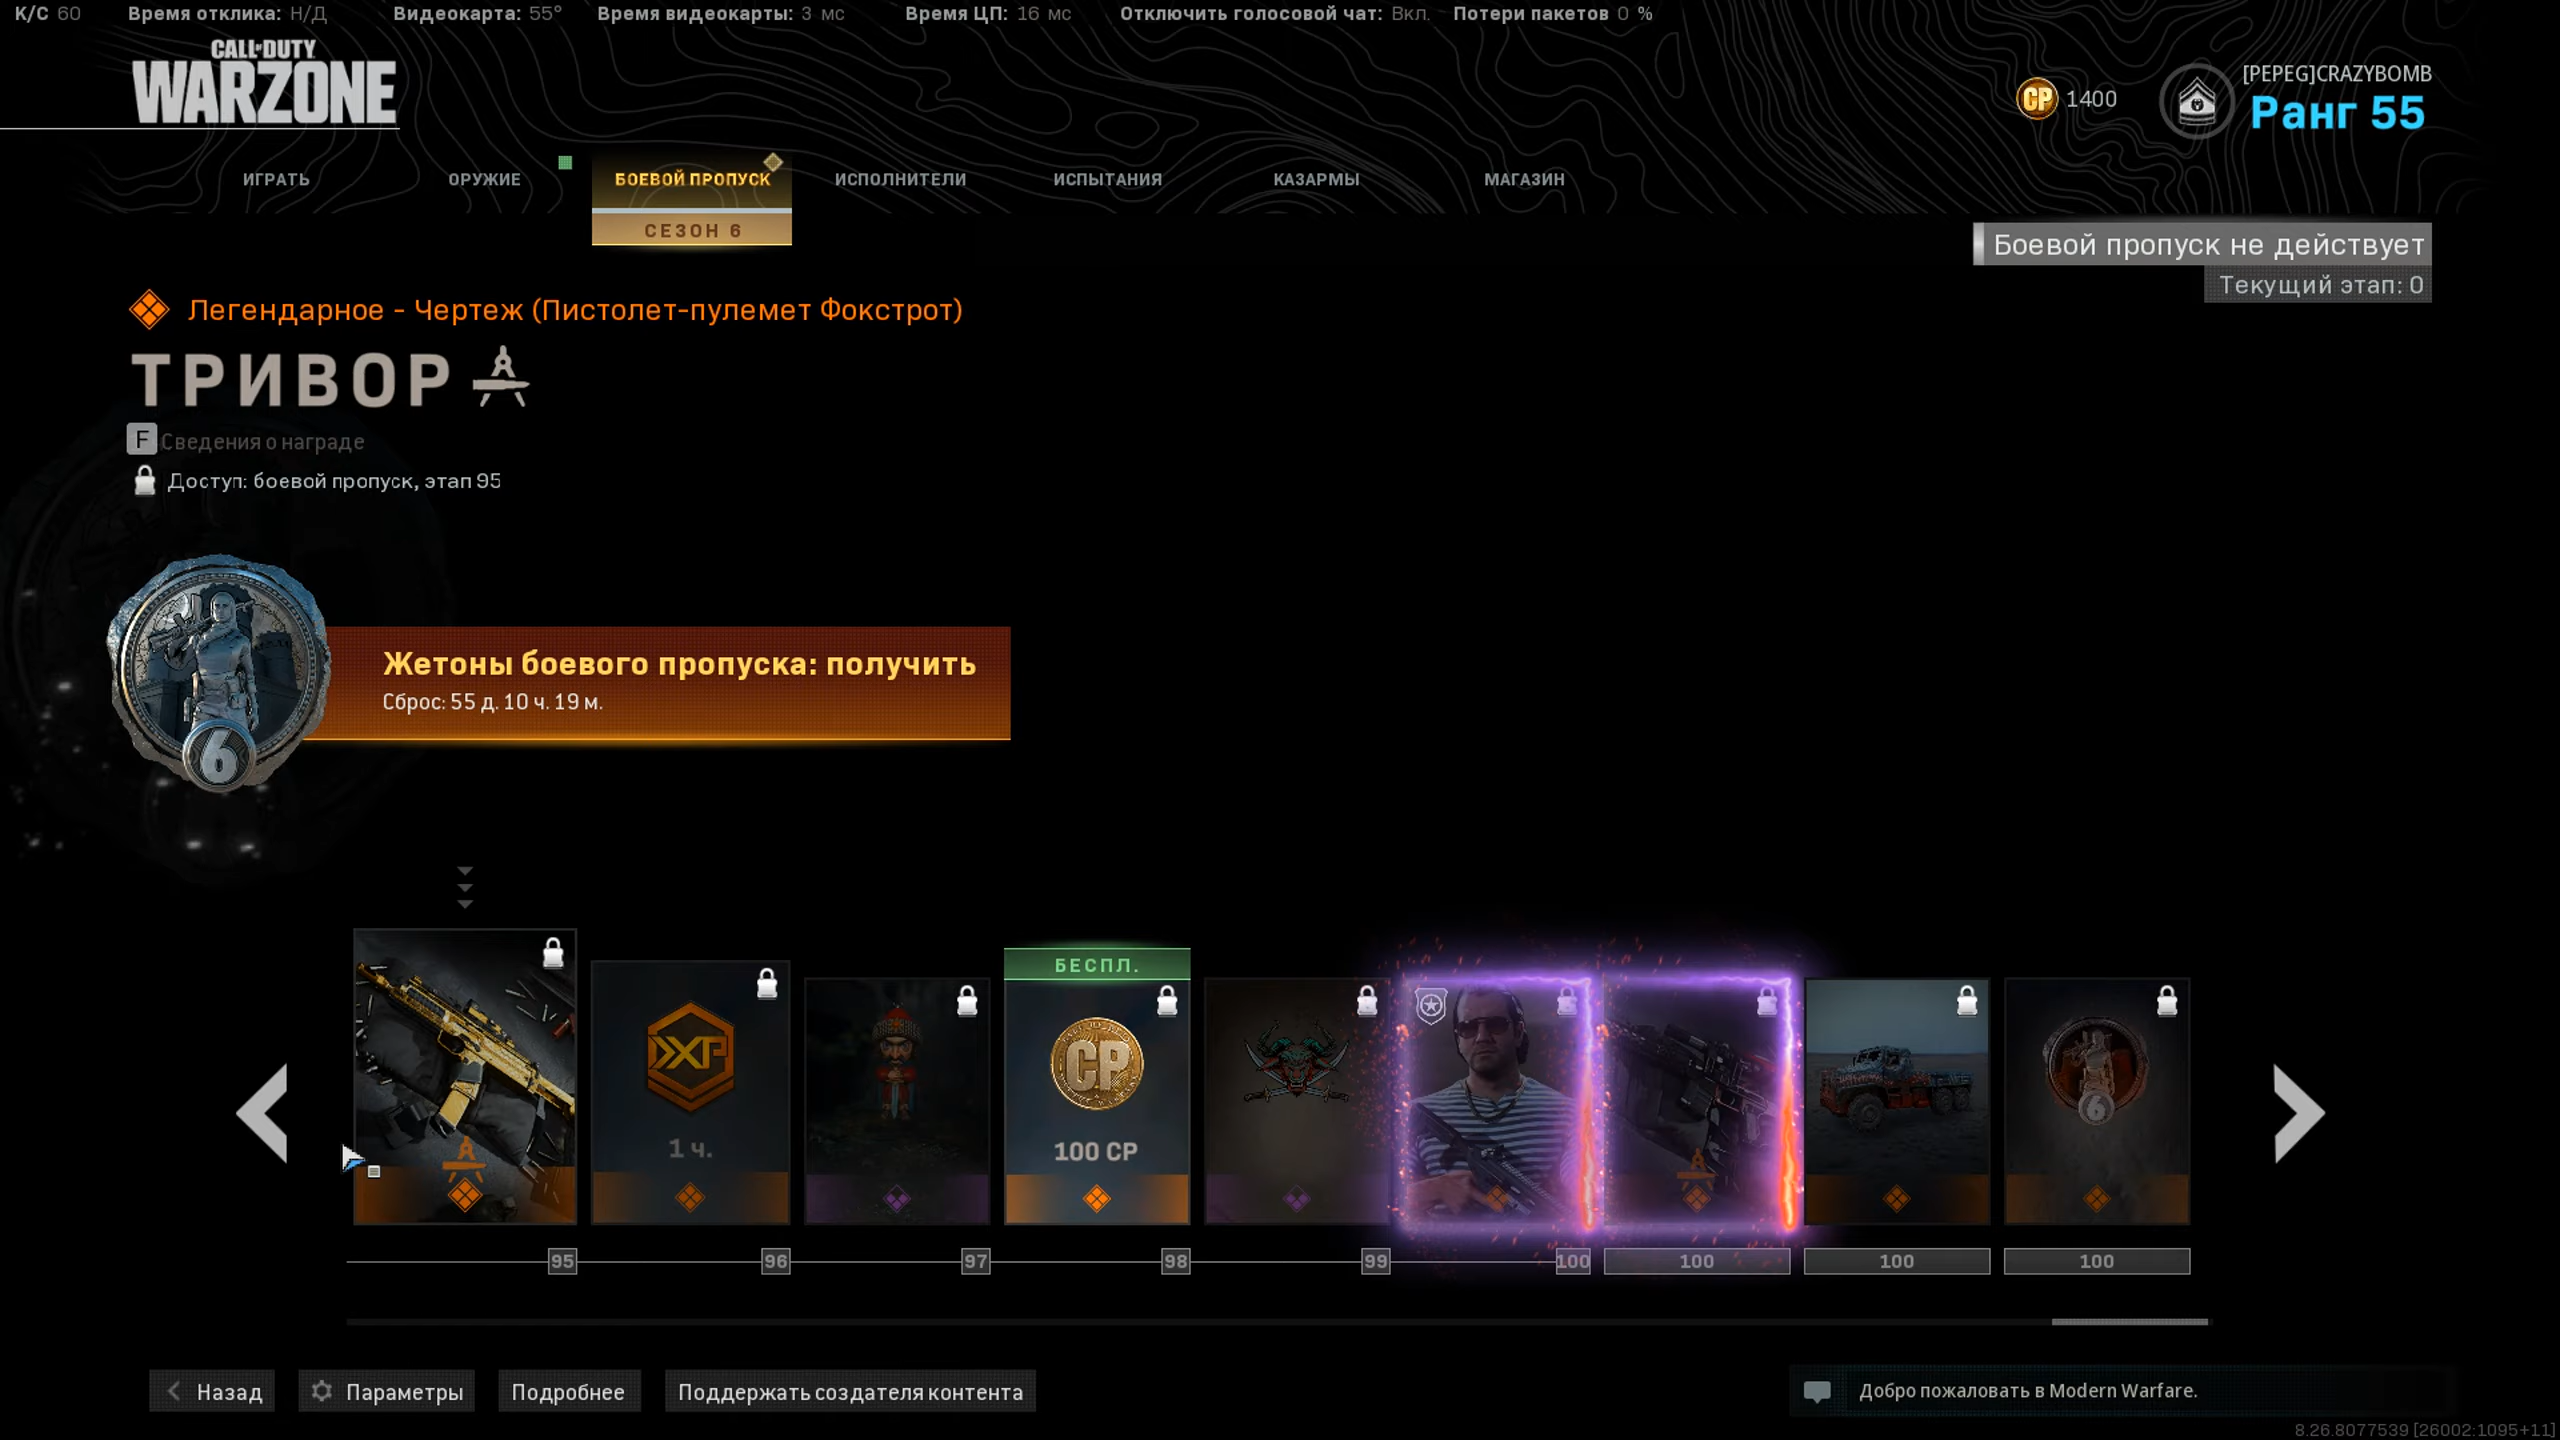 К/С 60 Время отклика: Н/Д Видеокарта: 55° Время видеокарты: 3 мс Время ЦП: 16 мс Отключить голосовой чат: Вкл. Потери пакетов 0 %
CALL OF DUTY
WARZONE
CP 1400
[PEPEG]CRAZYBOMB
Ранг 55
ИГРАТЬ ОРУЖИЕ БОЕВОЙ ПРОПУСК ИСПОЛНИТЕЛИ ИСПЫТАНИЯ КАЗАРМЫ МАГАЗИН
СЕЗОН 6
Боевой пропуск не действует
Текущий этап: 0
Легендарное - Чертеж (Пистолет-пулемет Фокстрот)
ТРИВОР
F Сведения о награде
Доступ: боевой пропуск, этап 95
Жетоны боевого пропуска: получить
Сброс: 55 д. 10 ч. 19 м.
6
БЕСПЛ.
XP
CP
6
1 ч.
100 CP
95 96 97 98 99 100 100 100 100
Назад Параметры Подробнее Поддержать создателя контента
Добро пожаловать в Modern Warfare.
8.26.8077539 [26002:1095+11]